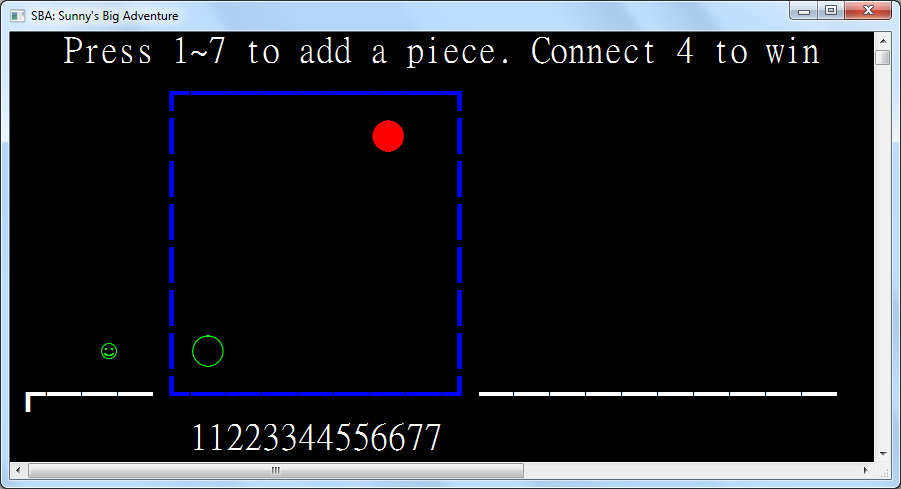 SBA: Sunny's Big Adventure
Press 1~7 to add a piece. Connect 4 to win
11223344556677